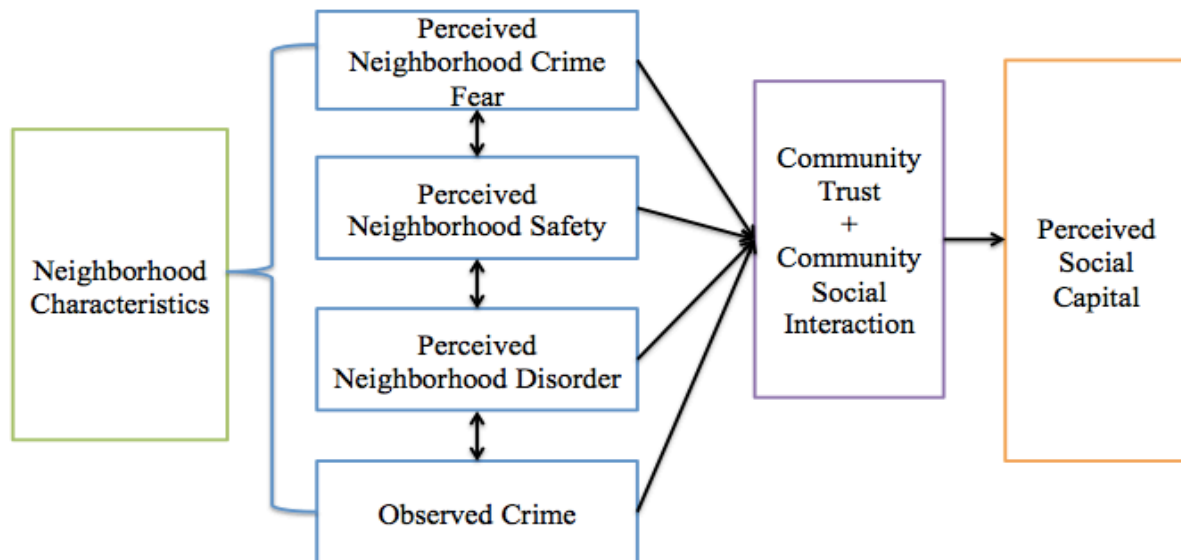 Neighborhood
Characteristics
Perceived
Neighborhood Crime
Fear
Perceived
Neighborhood Safety
Perceived
Neighborhood Disorder
Observed Crime
Community
Trust
+
Community
Social
Interaction
Perceived
Social
Capital